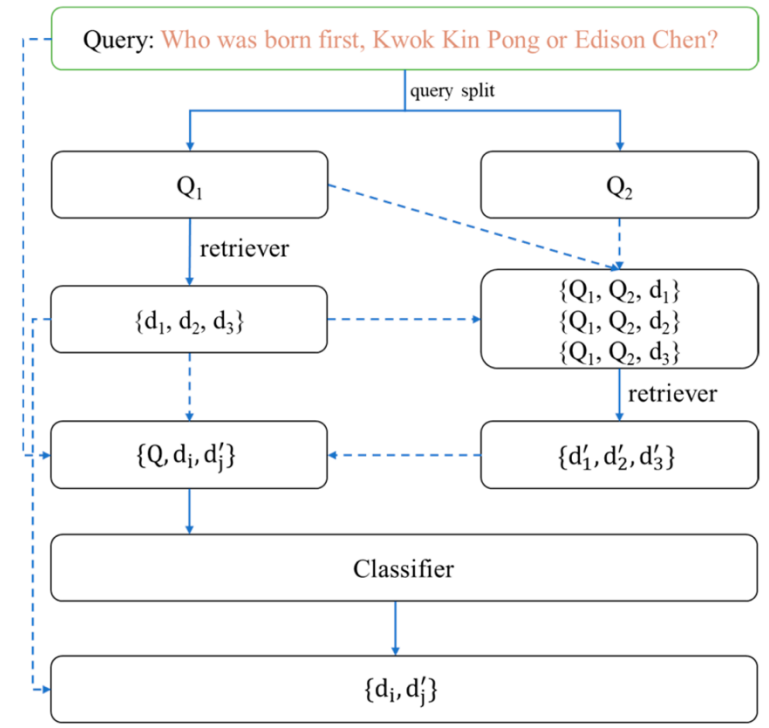 Query: Who was born first, Kwok Kin Pong or Edison Chen?
query split
Q₁
Q₂
retriever
{d₁, d₂, d₃}
{Q₁, Q₂, d₁}
{Q₁, Q₂, d₂}
{Q₁, Q₂, d₃}
retriever
{Q, dᵢ, d′ⱼ}
{d′₁, d′₂, d′₃}
Classifier
{dᵢ, d′ⱼ}